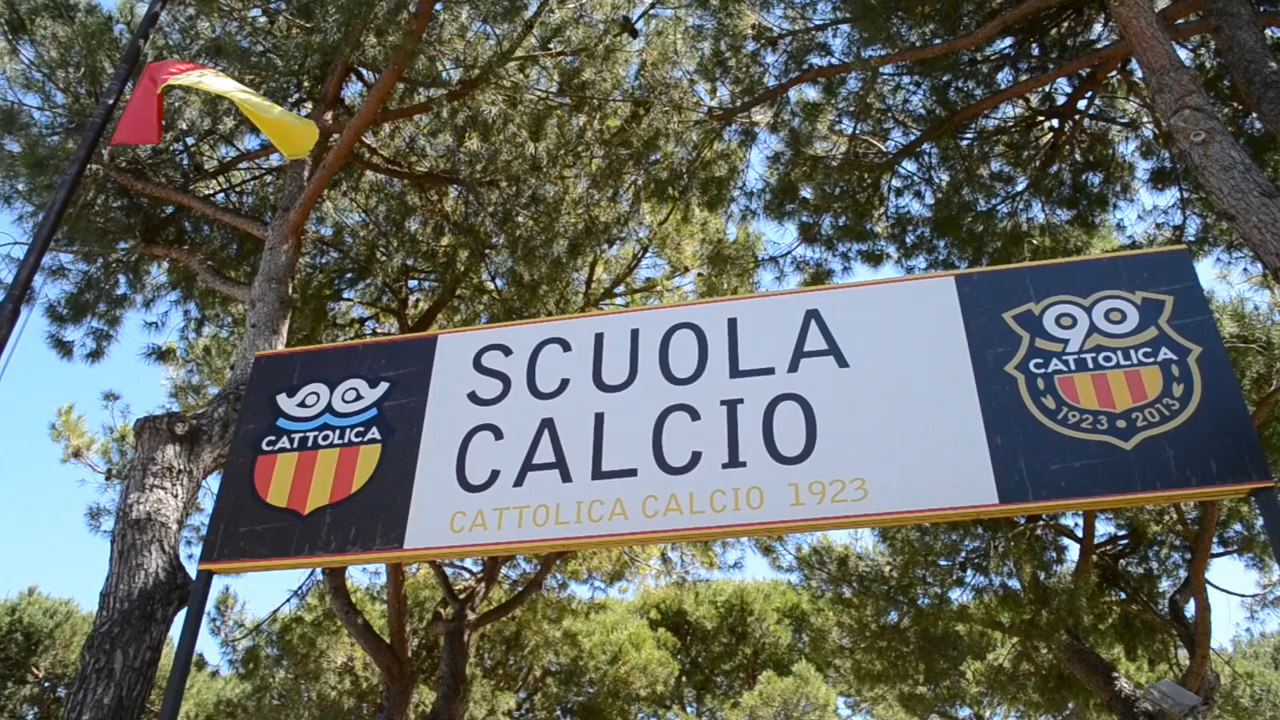 CATTOLICA
SCUOLA
CALCIO
CATTOLICA CALCIO 1923
90
CATTOLICA
1923 • 2013